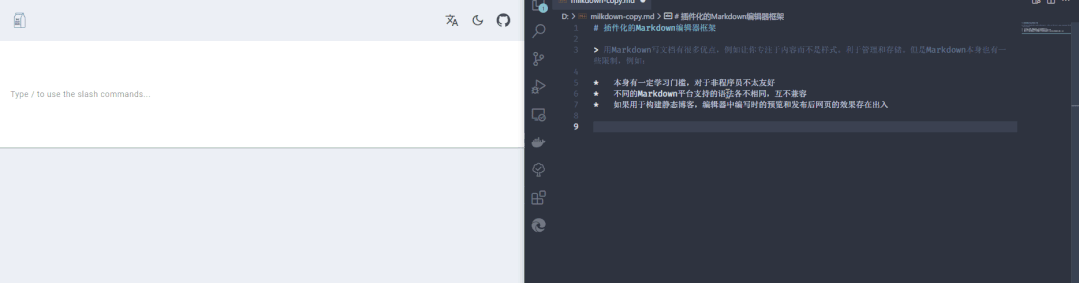 Type / to use the slash commands...
milkdown-copy.md
D: > milkdown-copy.md > # 插件化的Markdown编辑器框架
1 # 插件化的Markdown编辑器框架
2
3 > 用Markdown写文档有很多优点，例如让你专注于内容而不是样式、利于管理和存储。但是Markdown本身也有一
些限制，例如：
4
5 * 本身有一定学习门槛，对于非程序员不太友好
6 * 不同的Markdown平台支持的语法各不相同，互不兼容
7 * 如果用于构建静态博客，编辑器中编写时的预览和发布后网页的效果存在出入
8
9